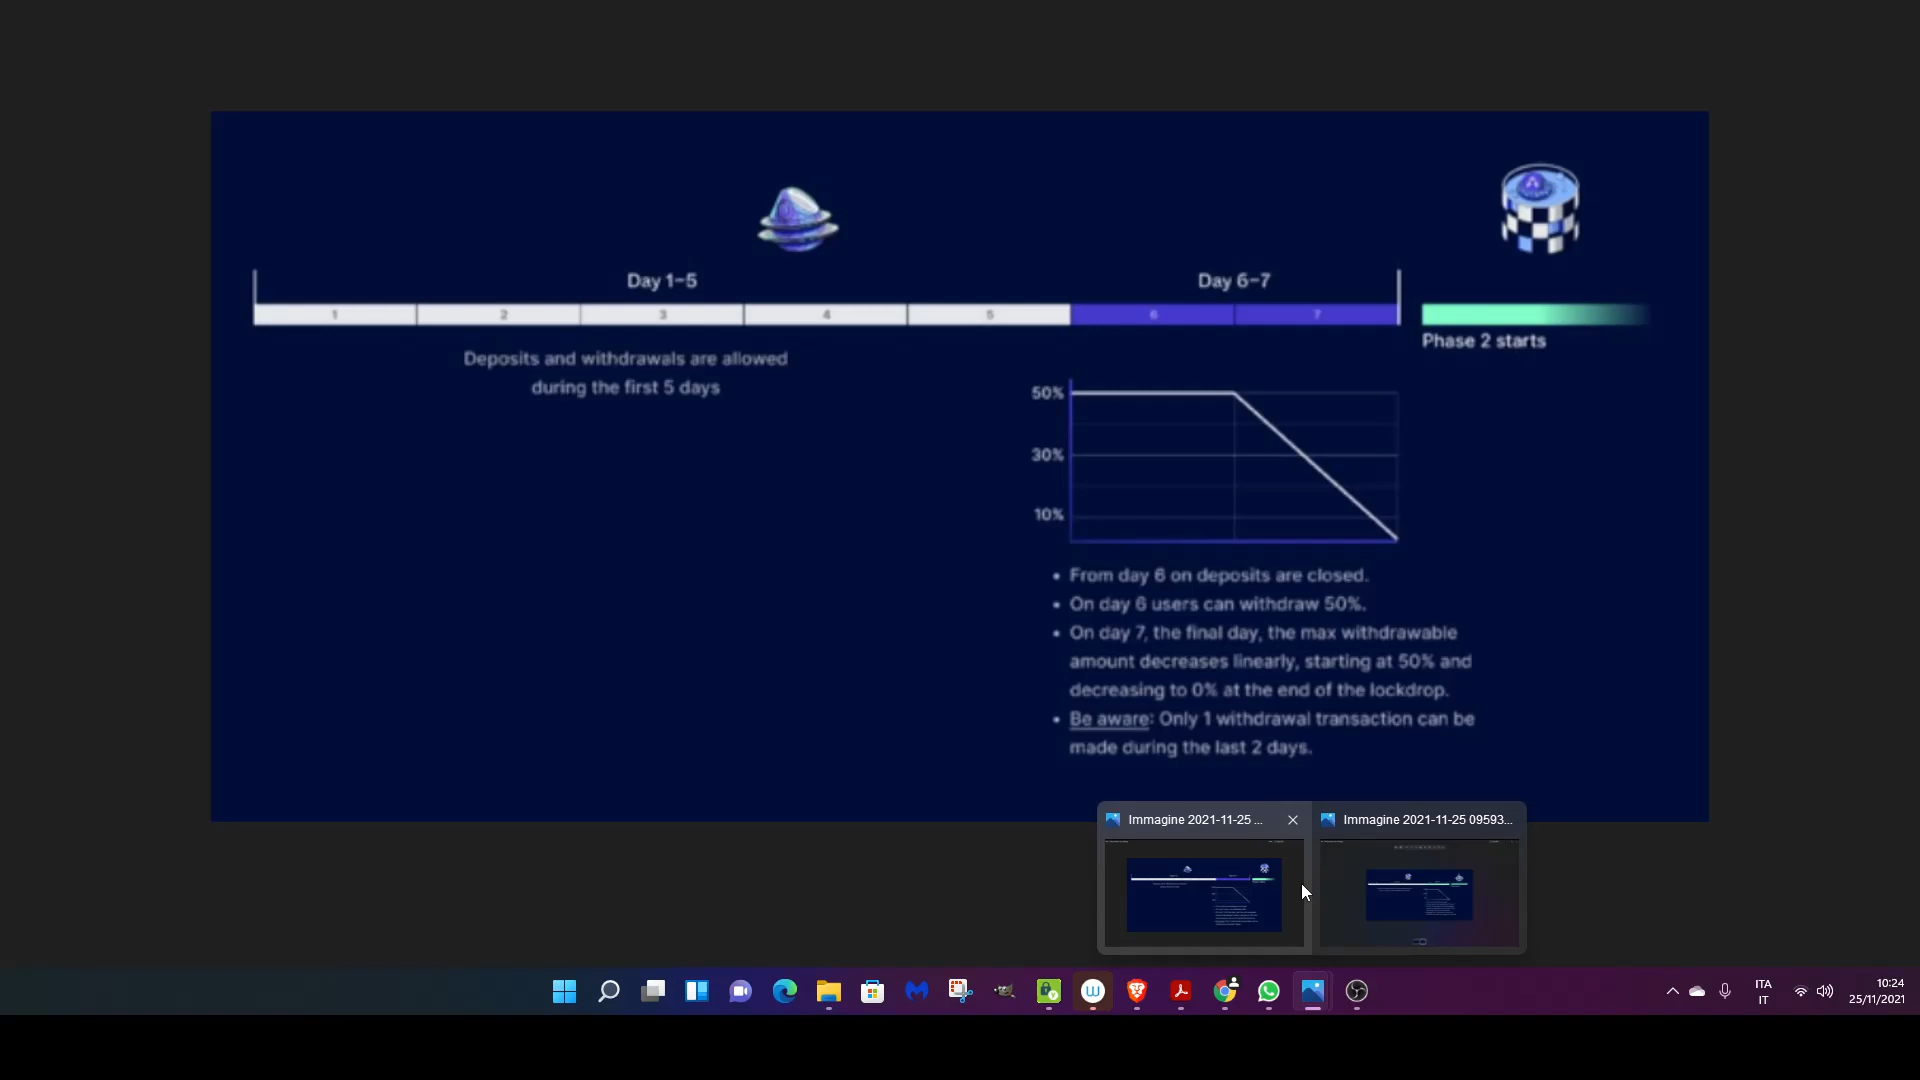 Day 1–5
Day 6–7
1 2 3 4 5 6 7
Phase 2 starts
Deposits and withdrawals are allowed
during the first 5 days
50%
30%
10%
• From day 6 on deposits are closed.
• On day 6 users can withdraw 50%.
• On day 7, the final day, the max withdrawable
amount decreases linearly, starting at 50% and
decreasing to 0% at the end of the lockdrop.
• Be aware: Only 1 withdrawal transaction can be
made during the last 2 days.
Immagine 2021-11-25 ...
Immagine 2021-11-25 09593...
ITA
IT
10:24
25/11/2021